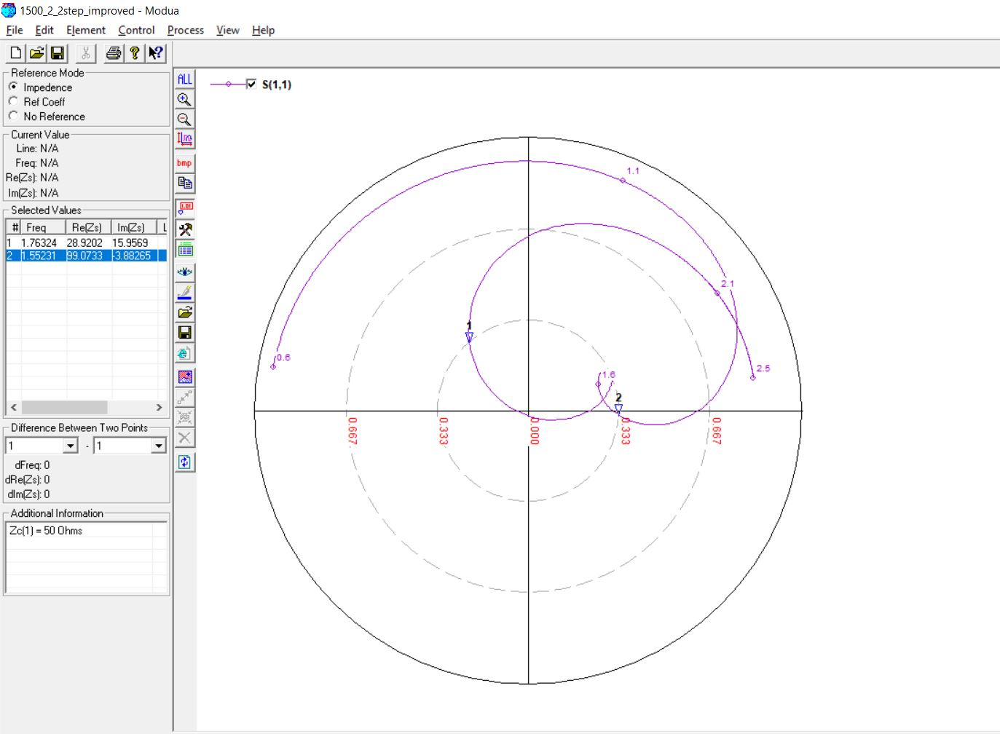 1500_2_2step_improved - Modua
File Edit Element Control Process View Help
Reference Mode
Impedence
Ref Coeff
No Reference
Current Value
Line: N/A
Freq: N/A
Re(Zs): N/A
Im(Zs): N/A
Selected Values
# Freq Re(Zs) Im(Zs) L
1 1.76324 28.9202 15.9569
2 1.55231 99.0733 -3.88265
Difference Between Two Points
1 - 1
dFreq: 0
dRe(Zs): 0
dIm(Zs): 0
Additional Information
Zc(1) = 50 Ohms
ALL
bmp
1.01
S(1,1)
1.1
2.1
1
0.6
1.6
2.5
2
0.667
0.333
0.000
0.333
0.667